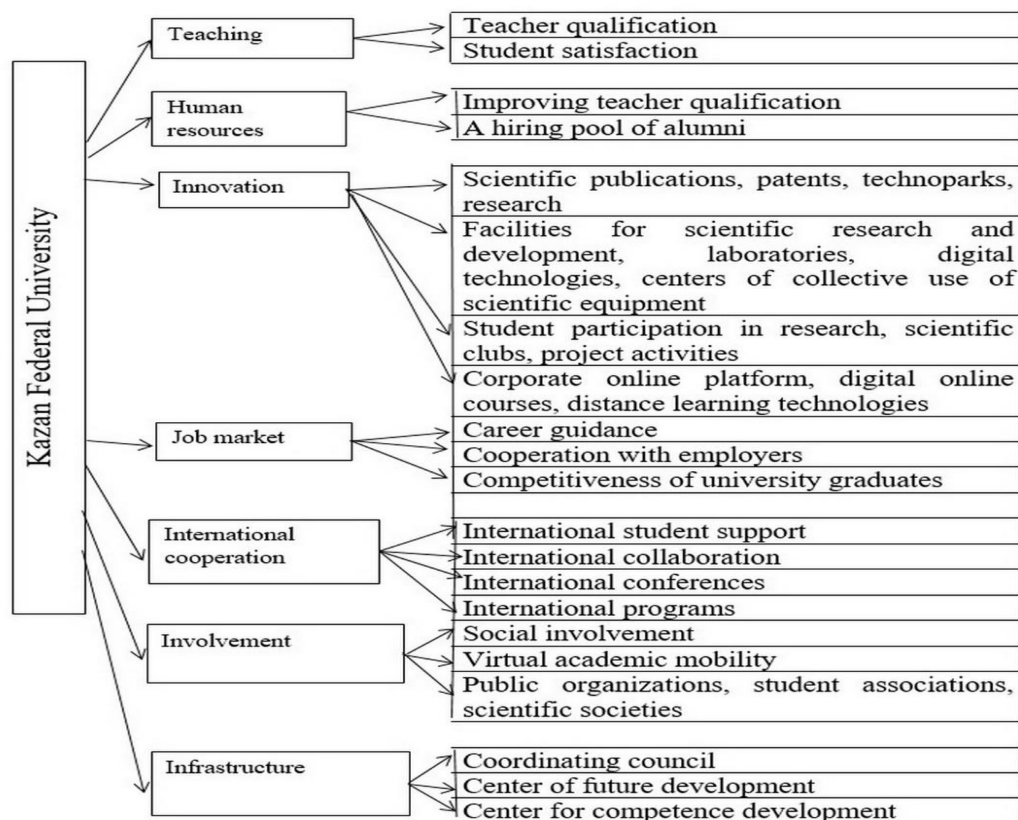 Kazan Federal University
Teaching
Teacher qualification
Student satisfaction
Human
resources
Improving teacher qualification
A hiring pool of alumni
Innovation
Scientific publications, patents, technoparks,
research
Facilities for scientific research and
development, laboratories, digital
technologies, centers of collective use of
scientific equipment
Student participation in research, scientific
clubs, project activities
Corporate online platform, digital online
courses, distance learning technologies
Job market
Career guidance
Cooperation with employers
Competitiveness of university graduates
International
cooperation
International student support
International collaboration
International conferences
International programs
Involvement
Social involvement
Virtual academic mobility
Public organizations, student associations,
scientific societies
Infrastructure
Coordinating council
Center of future development
Center for competence development